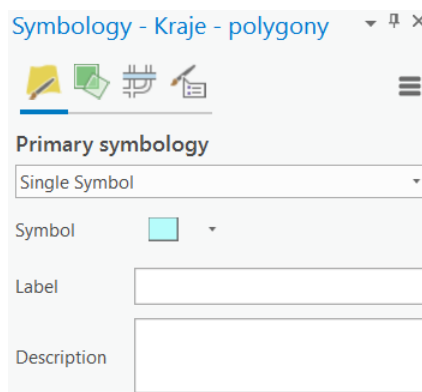 Symbology - Kraje - polygony
Primary symbology
Single Symbol
Symbol
Label
Description